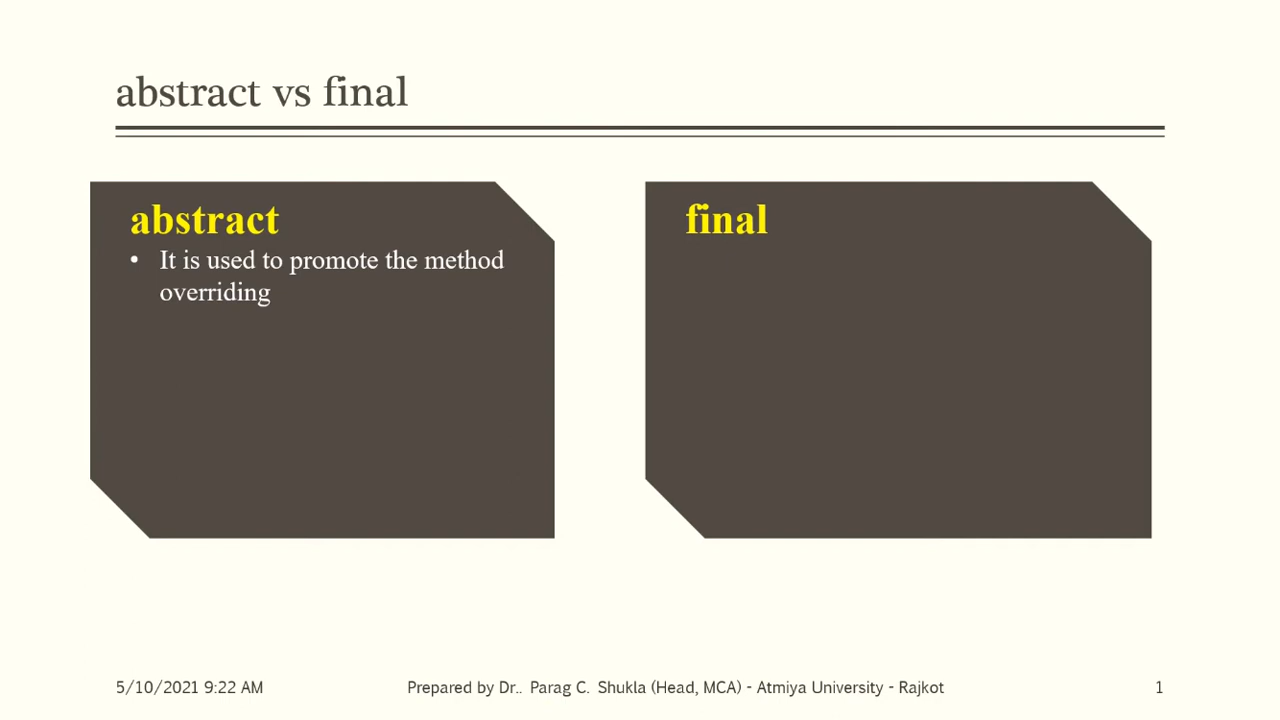 abstract vs final
abstract
• It is used to promote the method
overriding
final
5/10/2021 9:22 AM
Prepared by Dr.. Parag C. Shukla (Head, MCA) - Atmiya University - Rajkot
1